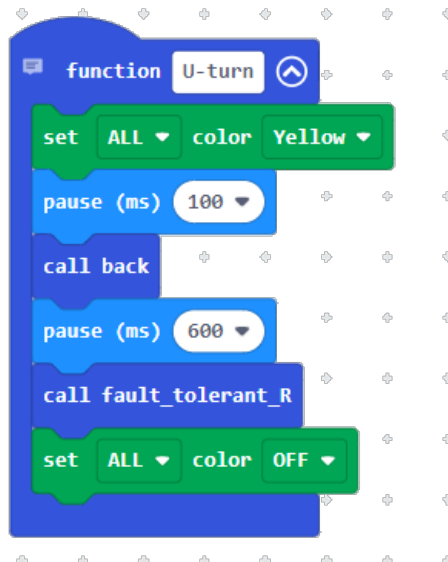 function U-turn
set ALL color Yellow
pause (ms) 100
call back
pause (ms) 600
call fault_tolerant_R
set ALL color OFF